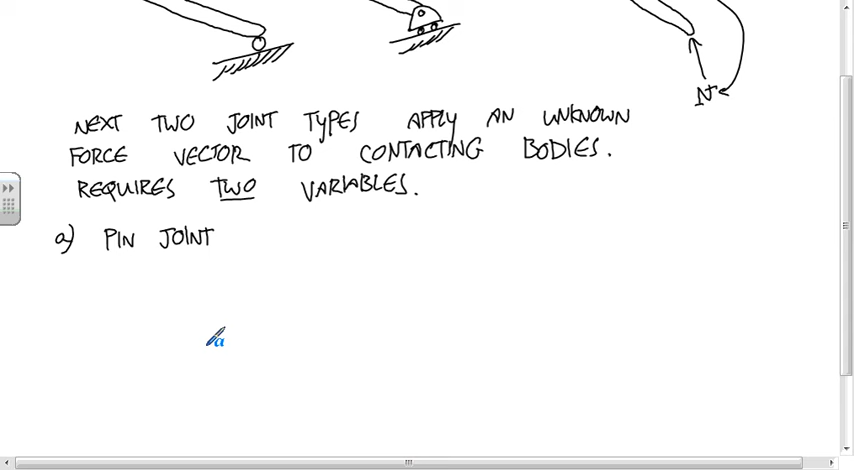 N
NEXT TWO JOINT TYPES APPLY AN UNKNOWN
FORCE VECTOR TO CONTACTING BODIES.
REQUIRES TWO VARIABLES.
a) PIN JOINT
a